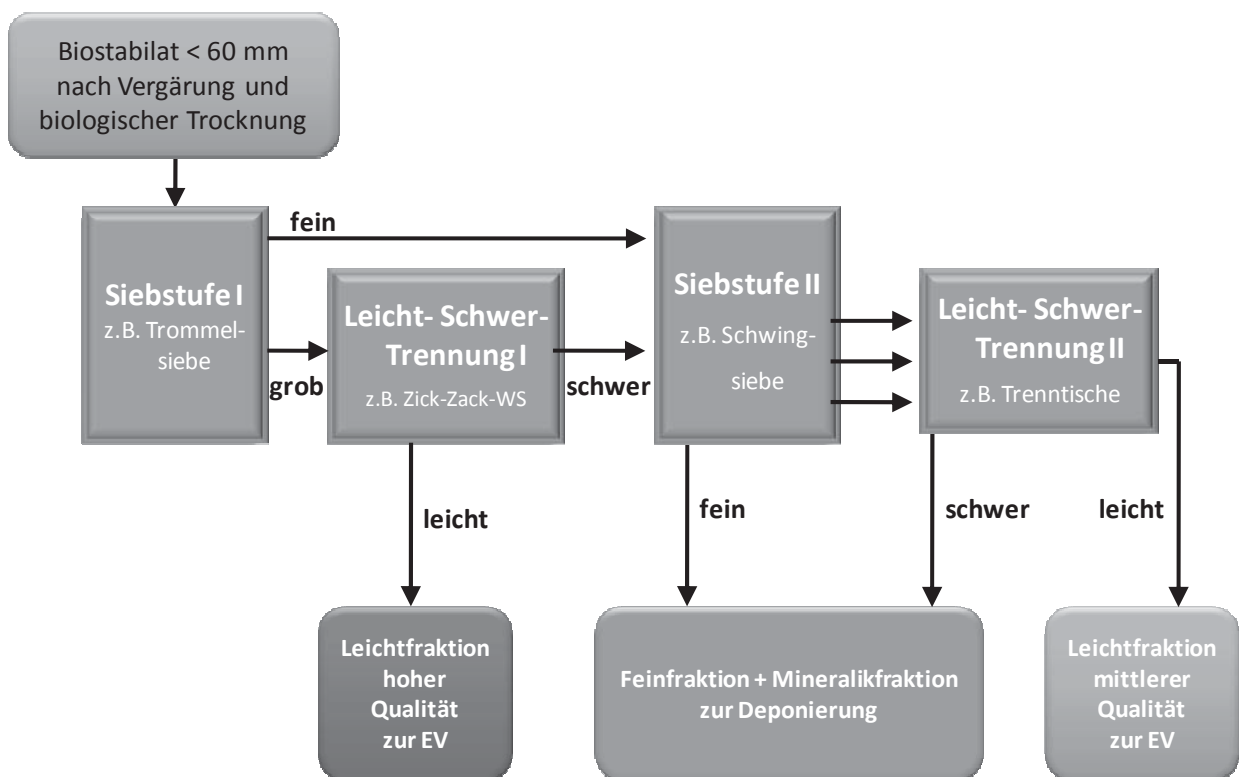 Biostabilat < 60 mm
nach Vergärung und
biologischer Trocknung
fein
Siebstufe I
z.B. Trommel-
siebe
grob
Leicht- Schwer-
Trennung I
z.B. Zick-Zack-WS
schwer
Siebstufe II
z.B. Schwing-
siebe
Leicht- Schwer-
Trennung II
z.B. Trenntische
leicht
fein
schwer
leicht
Leichtfraktion
hoher
Qualität
zur EV
Feinfraktion + Mineralikfraktion
zur Deponierung
Leichtfraktion
mittlerer
Qualität
zur EV